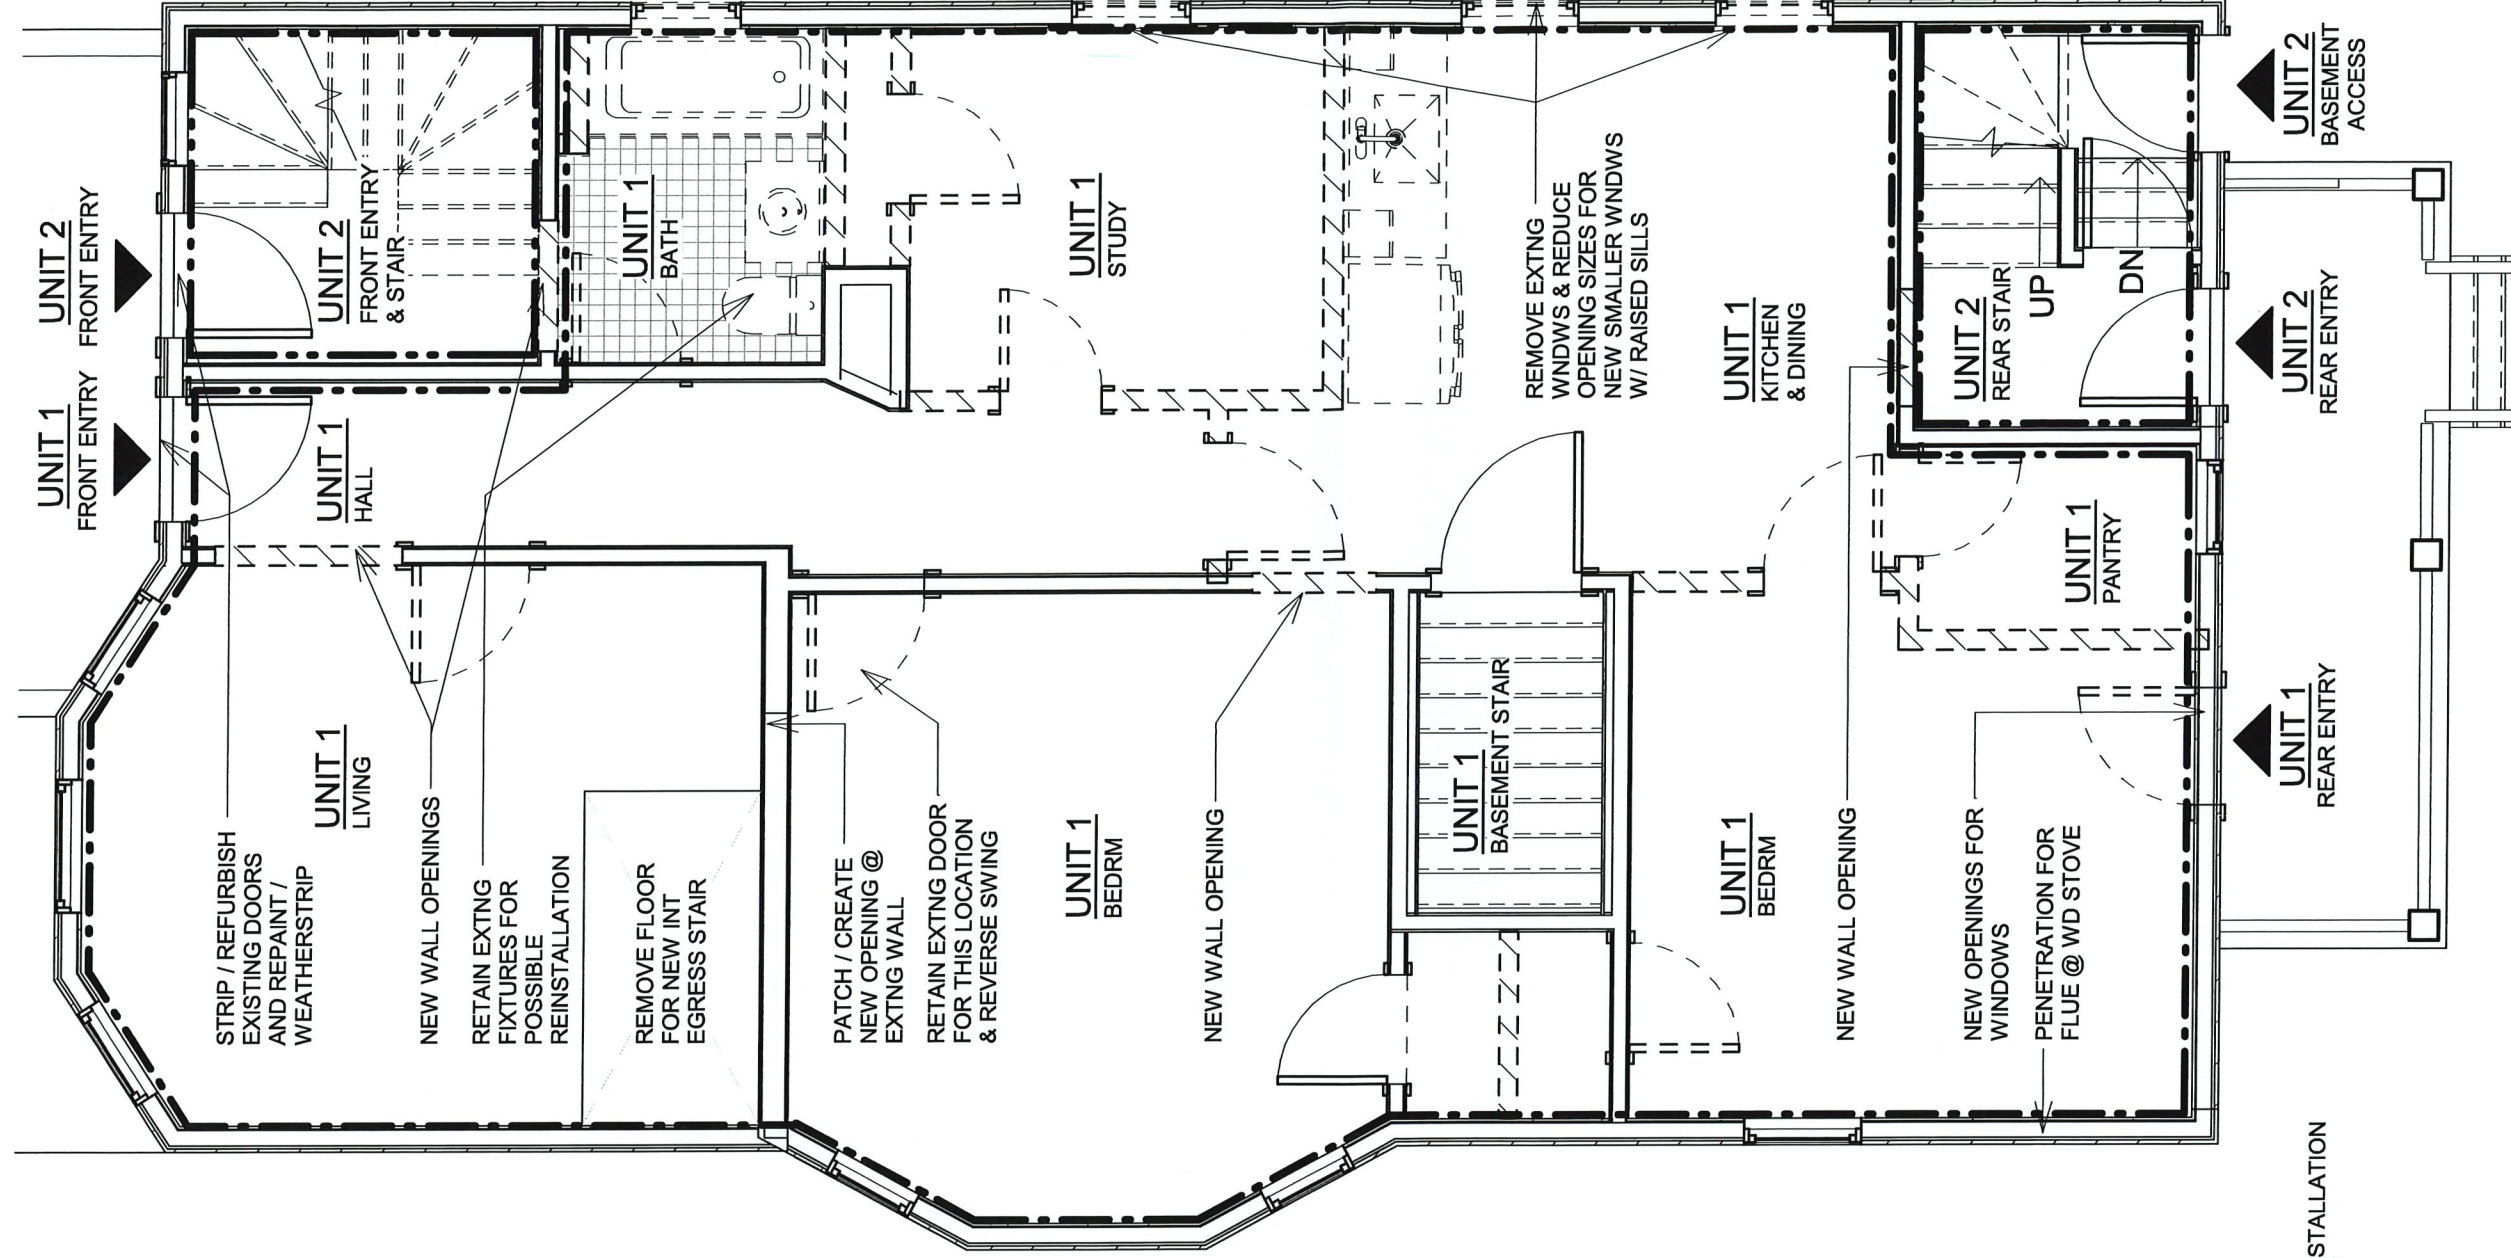 UNIT 1
FRONT ENTRY
UNIT 2
FRONT ENTRY
UNIT 1
HALL
UNIT 2
FRONT ENTRY
& STAIR
UNIT 1
LIVING
STRIP / REFURBISH
EXISTING DOORS
AND REPAINT /
WEATHERSTRIP
NEW WALL OPENINGS
RETAIN EXTNG
FIXTURES FOR
POSSIBLE
REINSTALLATION
REMOVE FLOOR
FOR NEW INT
EGRESS STAIR
UNIT 1
BATH
PATCH / CREATE
NEW OPENING @
EXTNG WALL
RETAIN EXTNG DOOR
FOR THIS LOCATION
& REVERSE SWING
UNIT 1
BEDRM
UNIT 1
STUDY
NEW WALL OPENING
UNIT 1
BASEMENT STAIR
REMOVE EXTNG
WNDWS & REDUCE
OPENING SIZES FOR
NEW SMALLER WNDWS
W/ RAISED SILLS
UNIT 1
BEDRM
UNIT 1
KITCHEN
& DINING
NEW WALL OPENING
NEW OPENINGS FOR
WINDOWS
PENETRATION FOR
FLUE @ WD STOVE
UNIT 2
REAR STAIR
UP
DN
UNIT 1
PANTRY
UNIT 1
REAR ENTRY
UNIT 2
REAR ENTRY
UNIT 2
BASEMENT
ACCESS
STALLATION